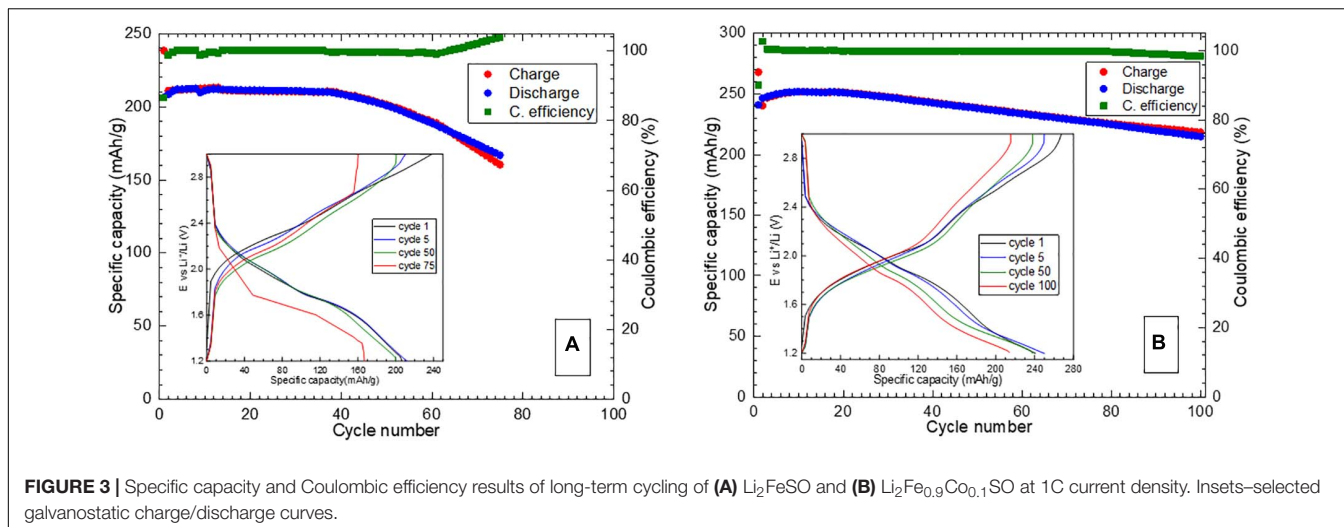 250
200
150
100
50
0
Specific capacity (mAh/g)
100
80
60
40
20
0
Coulombic efficiency (%)
Charge
Discharge
C. efficiency
2.8
2.4
2.0
1.6
1.2
E vs Li⁺/Li (V)
cycle 1
cycle 5
cycle 50
cycle 75
0 40 80 120 160 200 240
Specific capacity(mAh/g)
A
0 20 40 60 80 100
Cycle number
300
250
200
150
100
50
0
Specific capacity (mAh/g)
100
80
60
40
20
0
Coulombic efficiency (%)
Charge
Discharge
C. efficiency
2.8
2.4
2.0
1.6
1.2
E vs Li⁺/Li (V)
cycle 1
cycle 5
cycle 50
cycle 100
0 40 80 120 160 200 240 280
Specific capacity (mAh/g)
B
0 20 40 60 80 100
Cycle number
FIGURE 3 | Specific capacity and Coulombic efficiency results of long-term cycling of (A) Li₂FeSO and (B) Li₂Fe₀.₉Co₀.₁SO at 1C current density. Insets–selected
galvanostatic charge/discharge curves.